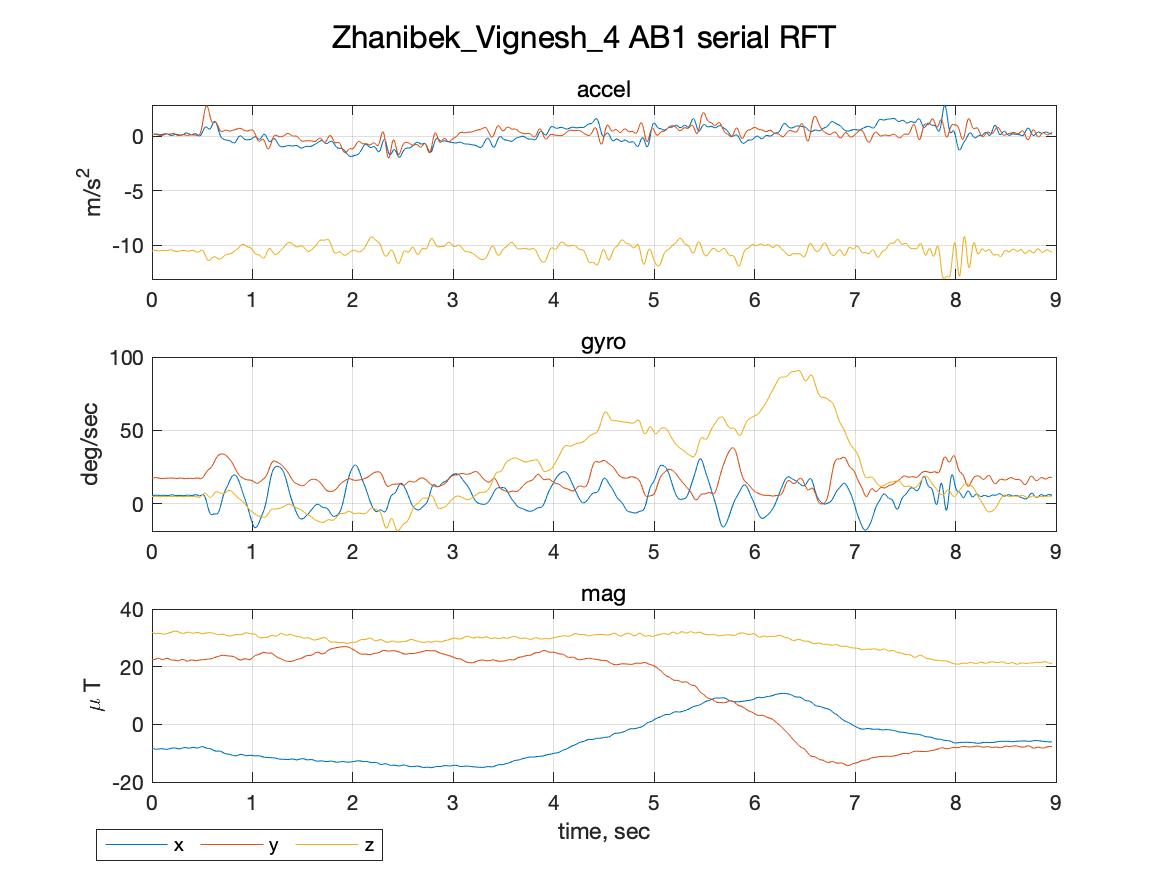 Zhanibek_Vignesh_4 AB1 serial RFT
accel
m/s²
0
-5
-10
0 1 2 3 4 5 6 7 8 9
gyro
deg/sec
100
50
0
0 1 2 3 4 5 6 7 8 9
mag
μ T
40
20
0
-20
0 1 2 3 4 5 6 7 8 9
time, sec
x y z